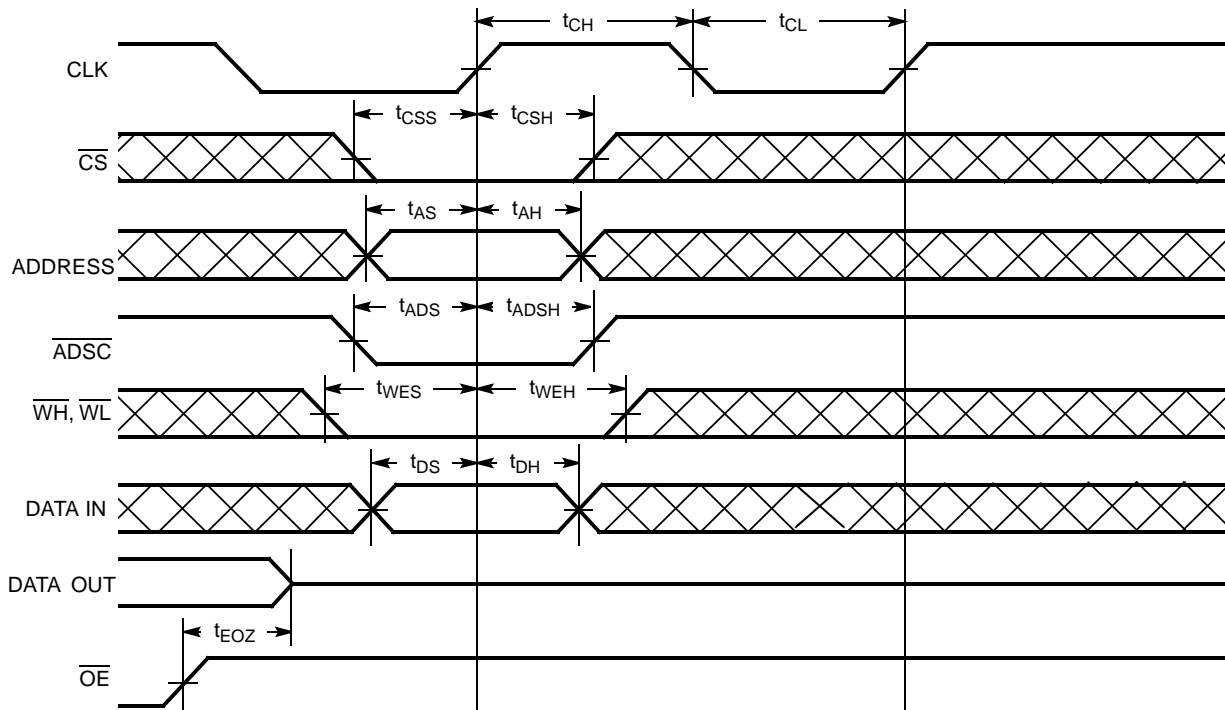 tCH tCL
CLK
tCSS tCSH
CS
tAS tAH
ADDRESS
tADS tADSH
ADSC
tWES tWEH
WH, WL
tDS tDH
DATA IN
DATA OUT
tEOZ
OE